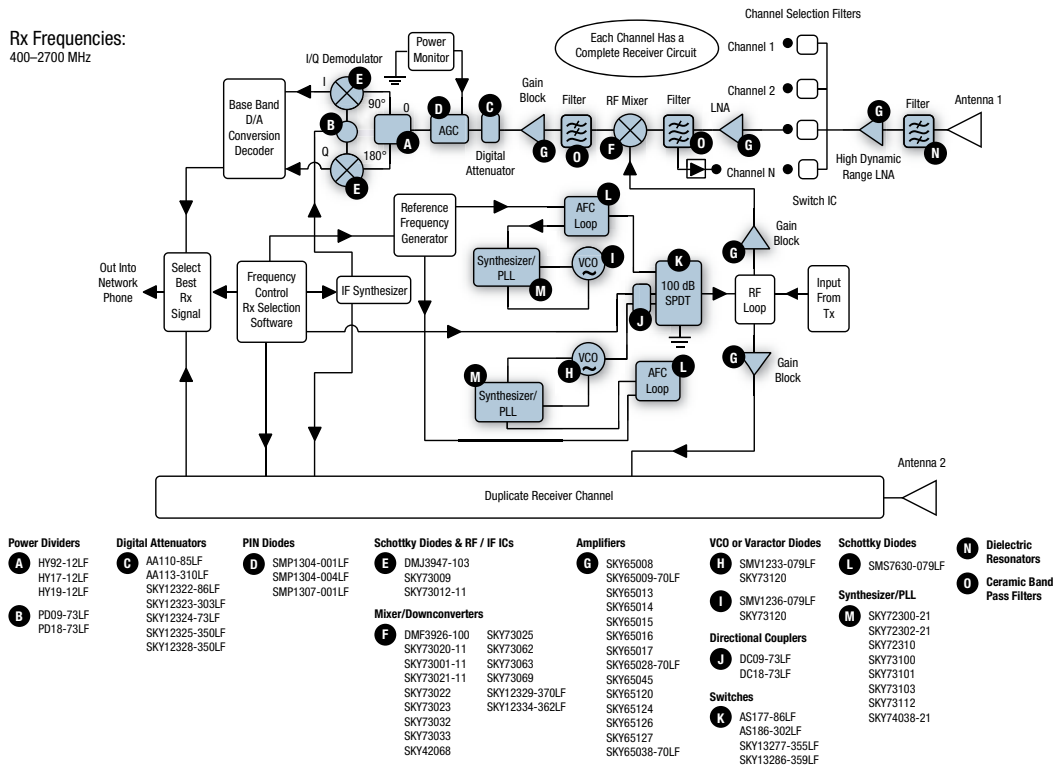 Rx Frequencies:
400–2700 MHz
Each Channel Has a
Complete Receiver Circuit
Channel Selection Filters
Channel 1
Channel 2
Channel N
Switch IC
Antenna 1
Filter
N
G
High Dynamic
Range LNA
LNA
G
Filter
O
RF Mixer
F
Filter
O
Gain
Block
G
C
Digital
Attenuator
Power
Monitor
D
AGC
0
90°
180°
A
I/Q Demodulator
I
E
B
Q
E
Base Band
D/A
Conversion
Decoder
Out Into
Network
Phone
Select
Best
Rx
Signal
Frequency
Control
Rx Selection
Software
IF Synthesizer
Reference
Frequency
Generator
AFC
Loop
L
Synthesizer/
PLL
M
VCO
~
I
K
100 dB
SPDT
J
RF
Loop
Input
From
Tx
G
Gain
Block
G
Gain
Block
VCO
~
H
M
Synthesizer/
PLL
AFC
Loop
L
Duplicate Receiver Channel
Antenna 2
Power Dividers
A HY92-12LF
HY17-12LF
HY19-12LF
B PD09-73LF
PD18-73LF
Digital Attenuators
C AA110-85LF
AA113-310LF
SKY12322-86LF
SKY12323-303LF
SKY12324-73LF
SKY12325-350LF
SKY12328-350LF
PIN Diodes
D SMP1304-001LF
SMP1304-004LF
SMP1307-001LF
Schottky Diodes & RF / IF ICs
E DMJ3947-103
SKY73009
SKY73012-11
Mixer/Downconverters
F DMF3926-100 SKY73025
SKY73020-11 SKY73062
SKY73001-11 SKY73063
SKY73021-11 SKY73069
SKY73022 SKY12329-370LF
SKY73023 SKY12334-362LF
SKY73032
SKY73033
SKY42068
Amplifiers
G SKY65008
SKY65009-70LF
SKY65013
SKY65014
SKY65015
SKY65016
SKY65017
SKY65028-70LF
SKY65045
SKY65120
SKY65124
SKY65126
SKY65127
SKY65038-70LF
VCO or Varactor Diodes
H SMV1233-079LF
SKY73120
I SMV1236-079LF
SKY73120
Directional Couplers
J DC09-73LF
DC18-73LF
Switches
K AS177-86LF
AS186-302LF
SKY13277-355LF
SKY13286-359LF
Schottky Diodes
L SMS7630-079LF
Synthesizer/PLL
M SKY72300-21
SKY72302-21
SKY72310
SKY73100
SKY73101
SKY73103
SKY73112
SKY74038-21
N Dielectric
Resonators
O Ceramic Band
Pass Filters